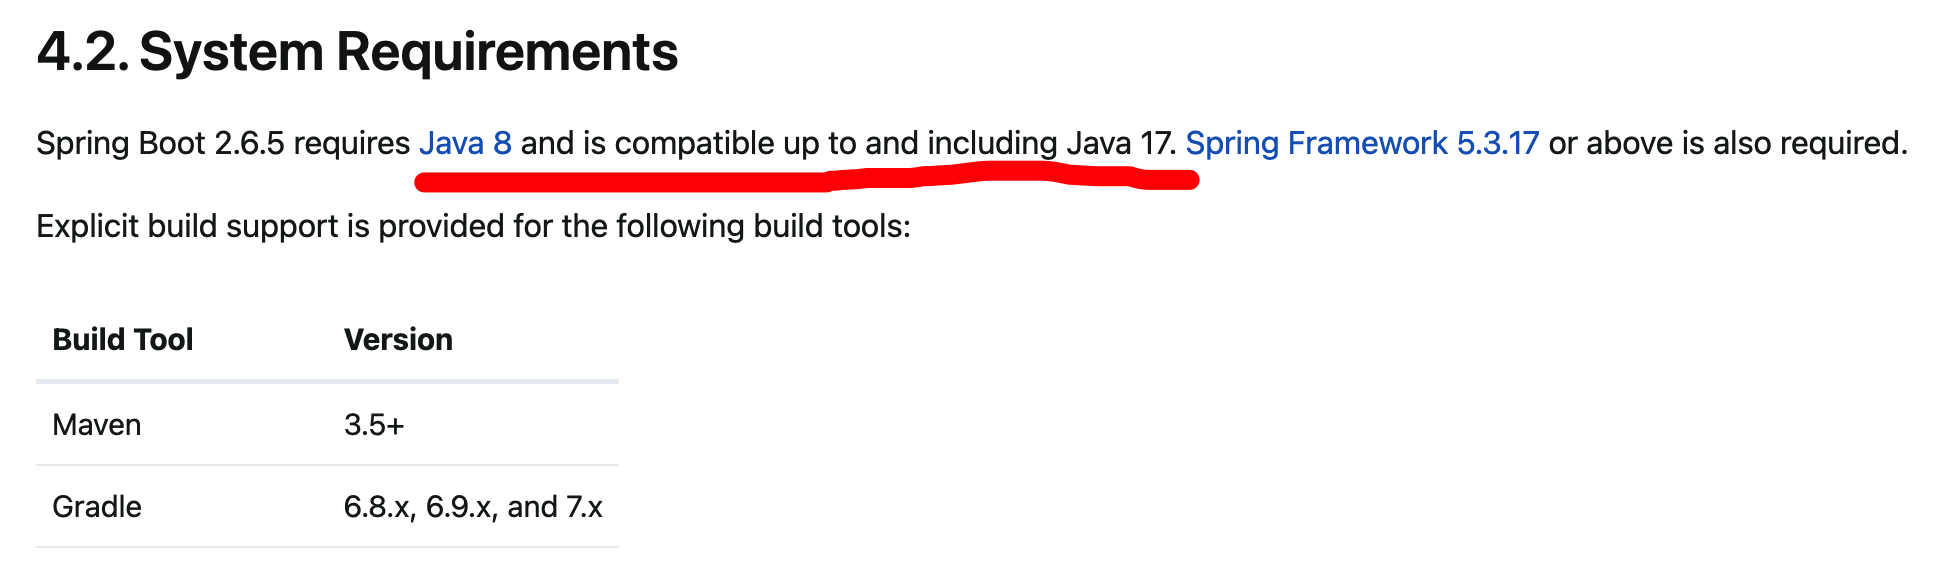 4.2. System Requirements
Spring Boot 2.6.5 requires Java 8 and is compatible up to and including Java 17. Spring Framework 5.3.17 or above is also required.
Explicit build support is provided for the following build tools:
Build Tool Version
Maven 3.5+
Gradle 6.8.x, 6.9.x, and 7.x